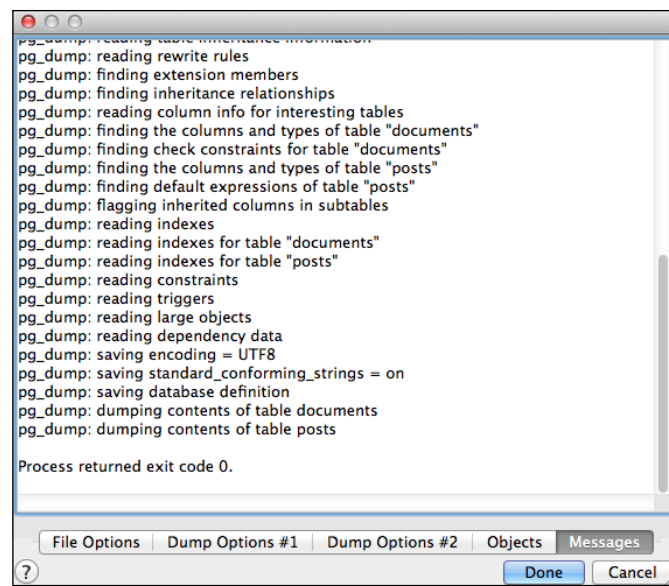 pg_dump: reading table inheritance information
pg_dump: reading rewrite rules
pg_dump: finding extension members
pg_dump: finding inheritance relationships
pg_dump: reading column info for interesting tables
pg_dump: finding the columns and types of table "documents"
pg_dump: finding check constraints for table "documents"
pg_dump: finding the columns and types of table "posts"
pg_dump: finding default expressions of table "posts"
pg_dump: flagging inherited columns in subtables
pg_dump: reading indexes
pg_dump: reading indexes for table "documents"
pg_dump: reading indexes for table "posts"
pg_dump: reading constraints
pg_dump: reading triggers
pg_dump: reading large objects
pg_dump: reading dependency data
pg_dump: saving encoding = UTF8
pg_dump: saving standard_conforming_strings = on
pg_dump: saving database definition
pg_dump: dumping contents of table documents
pg_dump: dumping contents of table posts
Process returned exit code 0.
File Options Dump Options #1 Dump Options #2 Objects Messages
? Done Cancel